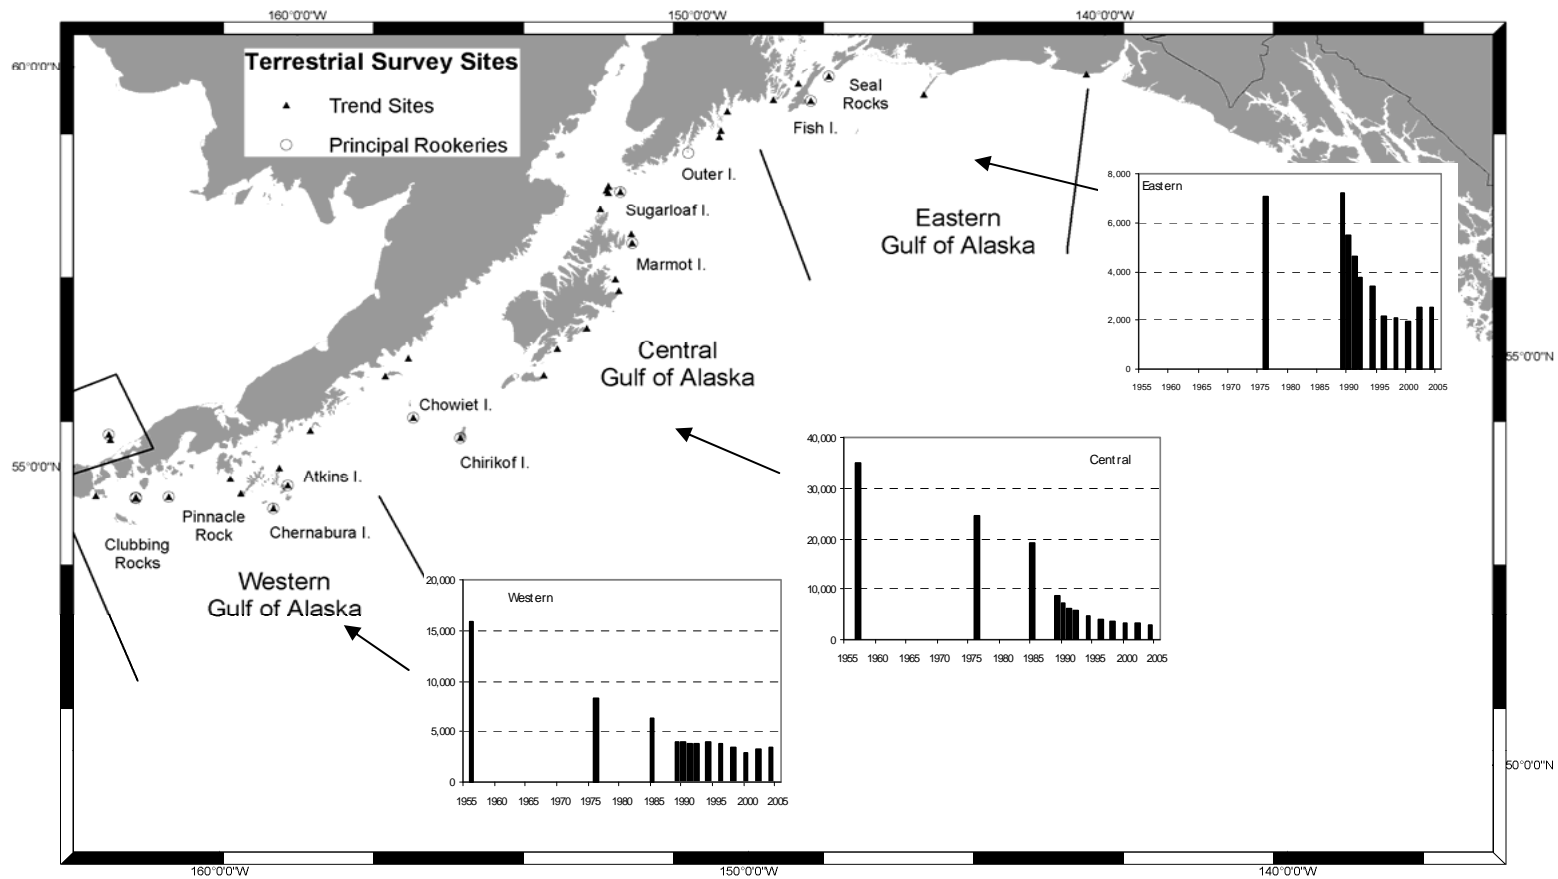 160°0'0"W 150°0'0"W 140°0'0"W
60°0'0"N
Terrestrial Survey Sites
Trend Sites
Principal Rookeries
Seal
Rocks
Fish I.
Outer I.
Sugarloaf I.
Marmot I.
Eastern
Gulf of Alaska
Eastern
8,000
6,000
4,000
2,000
0
1955 1960 1965 1970 1975 1980 1985 1990 1995 2000 2005
55°0'0"N
Central
Gulf of Alaska
Chowiet I.
Chirikof I.
55°0'0"N
Atkins I.
Pinnacle
Rock
Chernabura I.
Clubbing
Rocks
Western
Gulf of Alaska
Central
40,000
30,000
20,000
10,000
0
1955 1960 1965 1970 1975 1980 1985 1990 1995 2000 2005
Western
20,000
15,000
10,000
5,000
0
1955 1960 1965 1970 1975 1980 1985 1990 1995 2000 2005
50°0'0"N
160°0'0"W 150°0'0"W 140°0'0"W